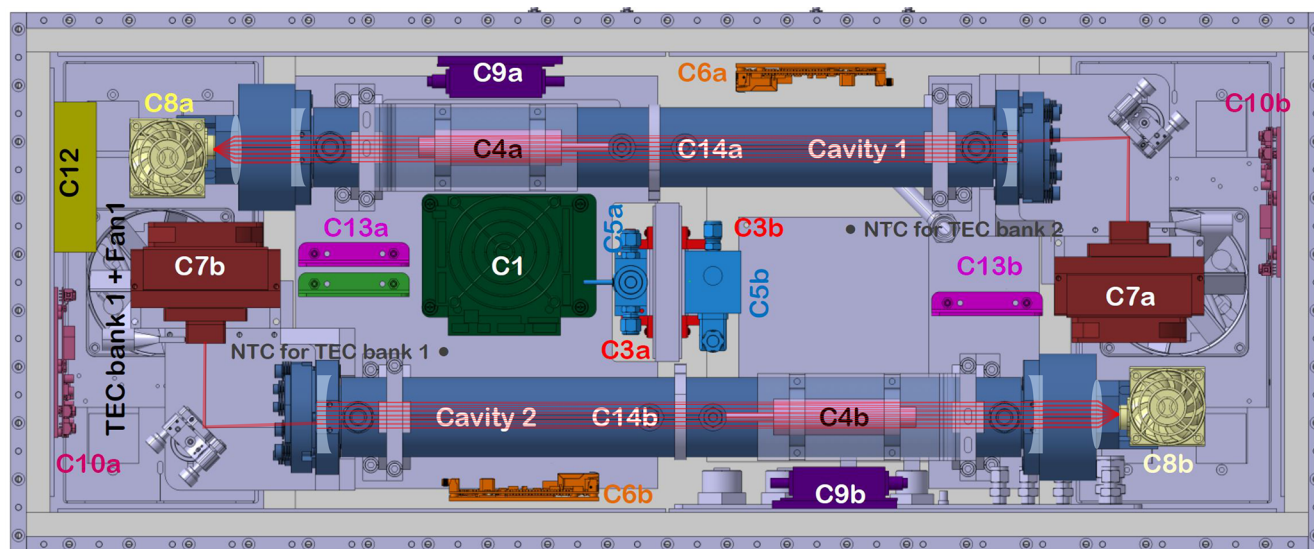 C9a
C6a
C8a
C10b
C12
C4a
C14a
Cavity 1
C13a
C5a
C3b
NTC for TEC bank 2
C7b
C1
C13b
C5b
C7a
TEC bank 1 + Fan1
NTC for TEC bank 1
C3a
Cavity 2
C14b
C4b
C10a
C8b
C6b
C9b